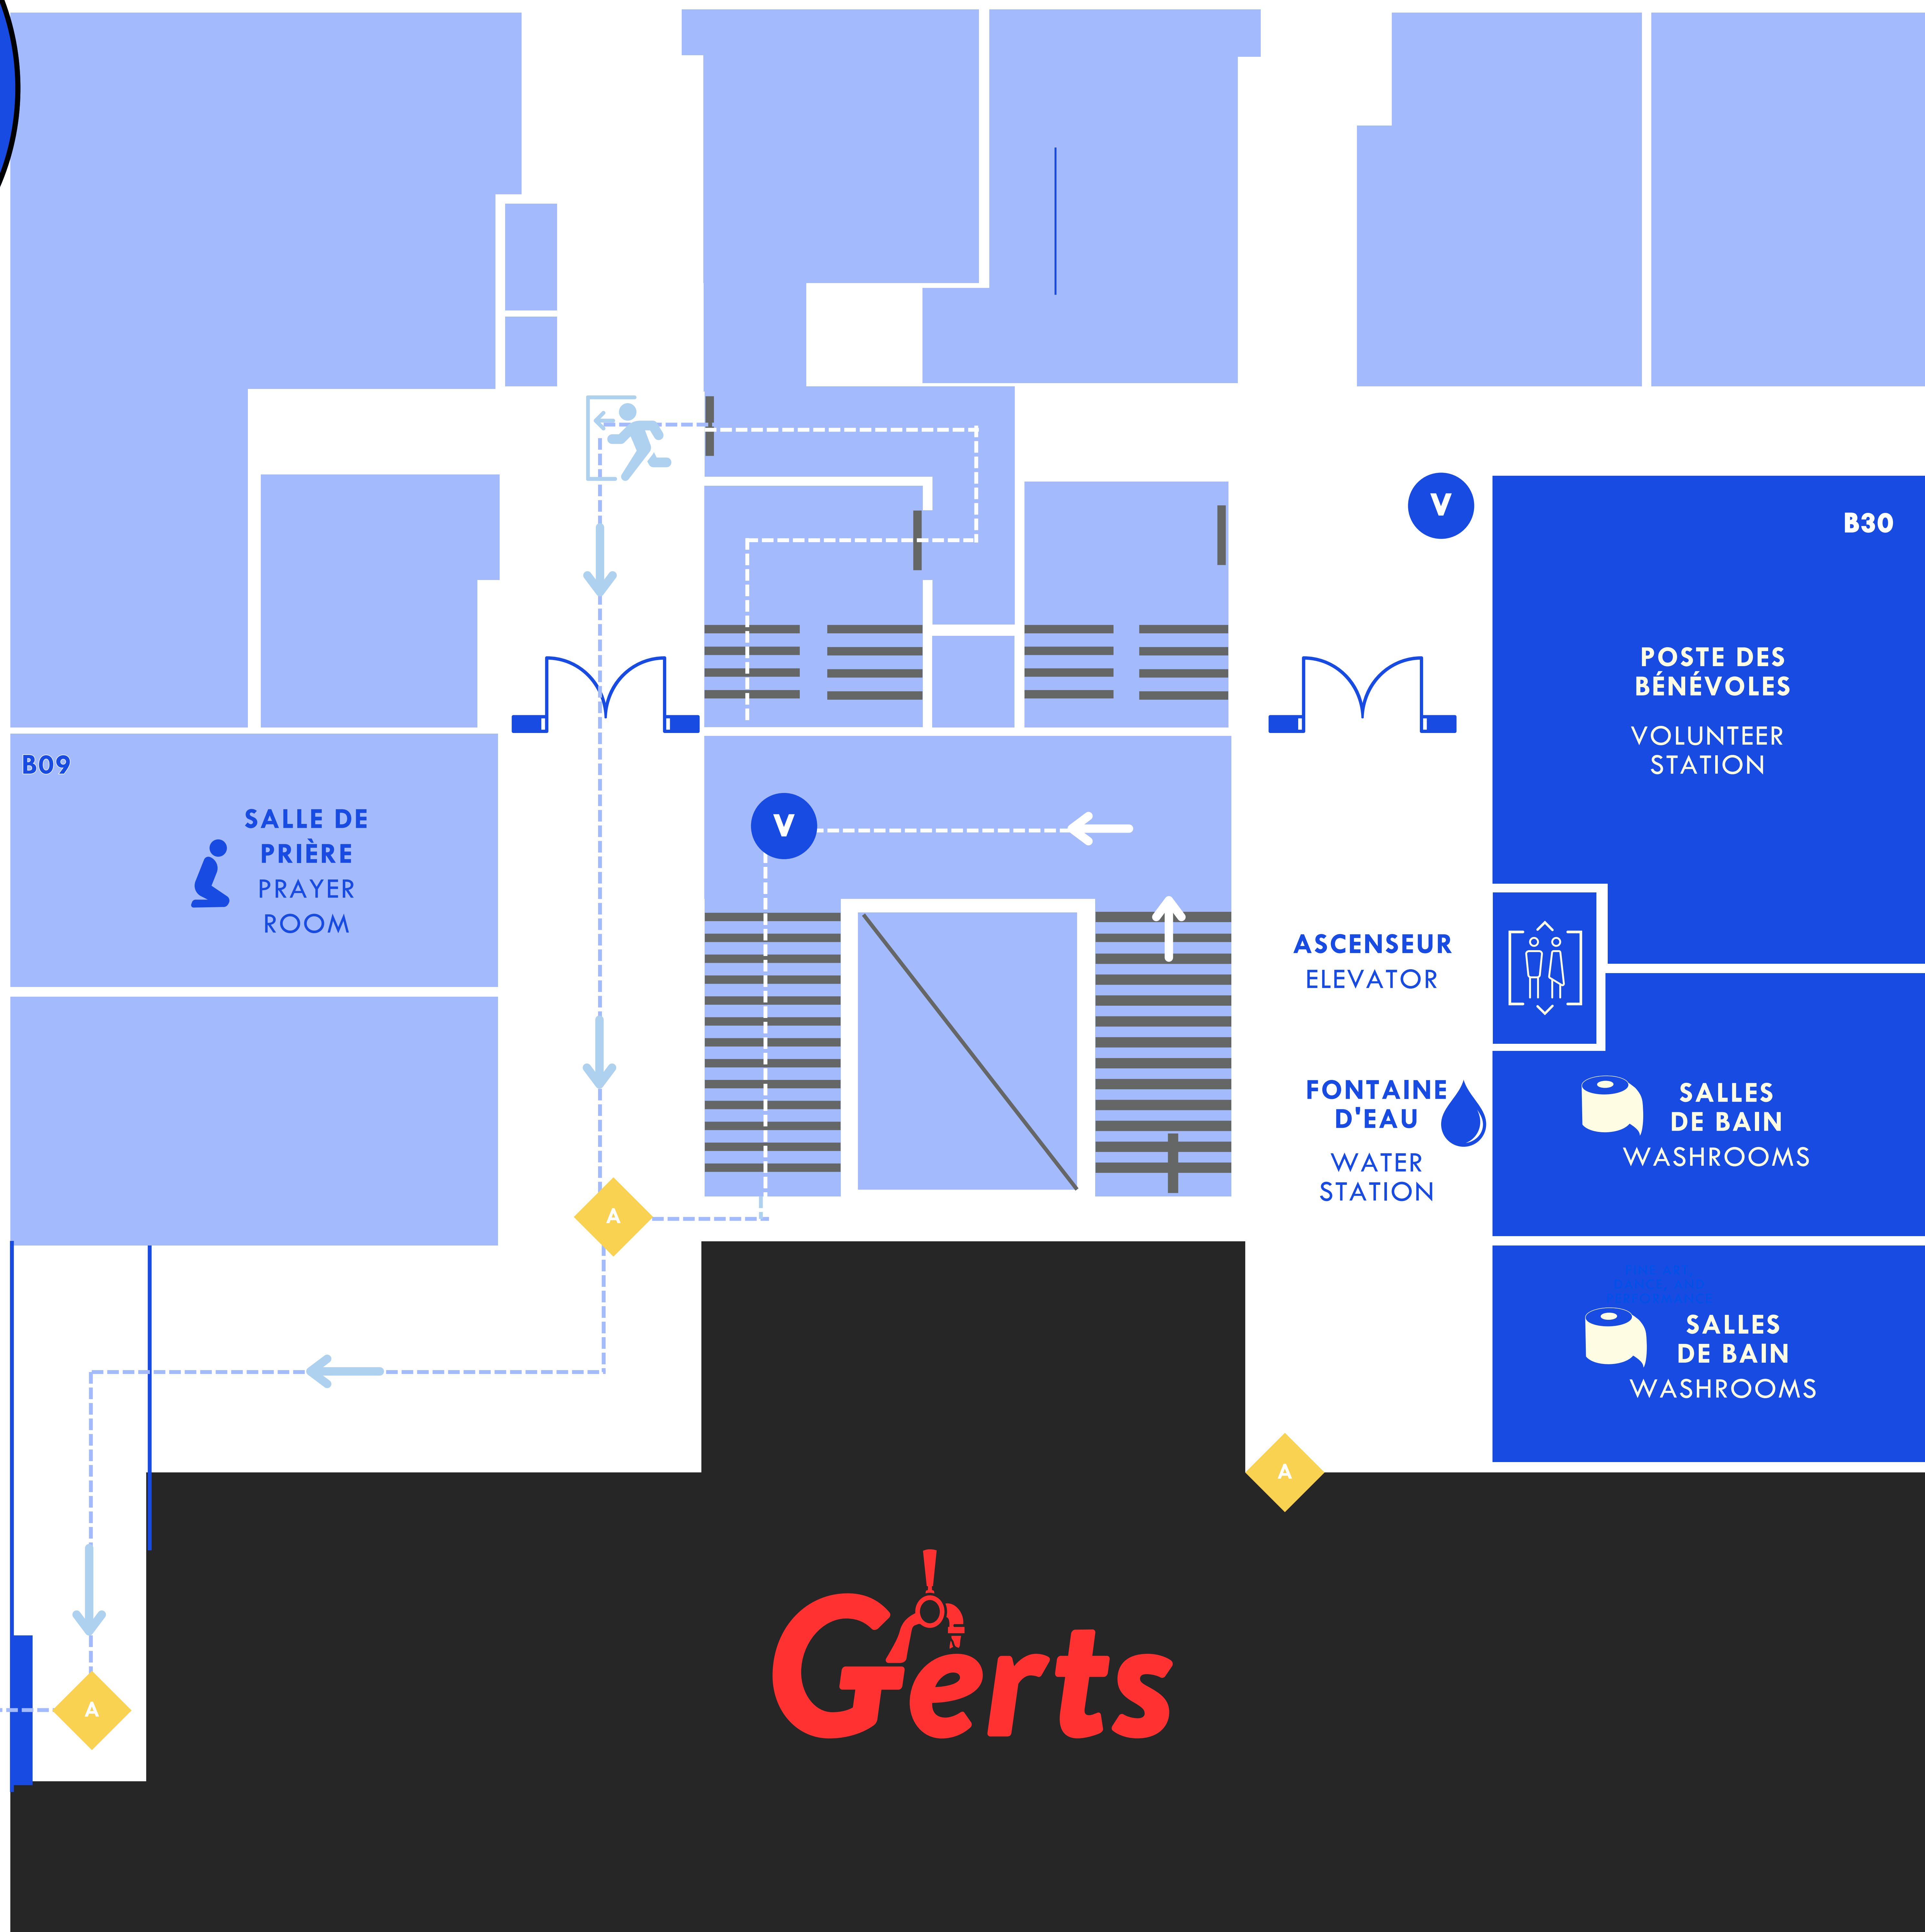 V
B30
POSTE DES
BÉNÉVOLES
VOLUNTEER
STATION
B09
SALLE DE
PRIÈRE
PRAYER
ROOM
V
ASCENSEUR
ELEVATOR
FONTAINE
D'EAU
WATER
STATION
SALLES
DE BAIN
WASHROOMS
A
SALLES
DE BAIN
WASHROOMS
A
Gerts
A